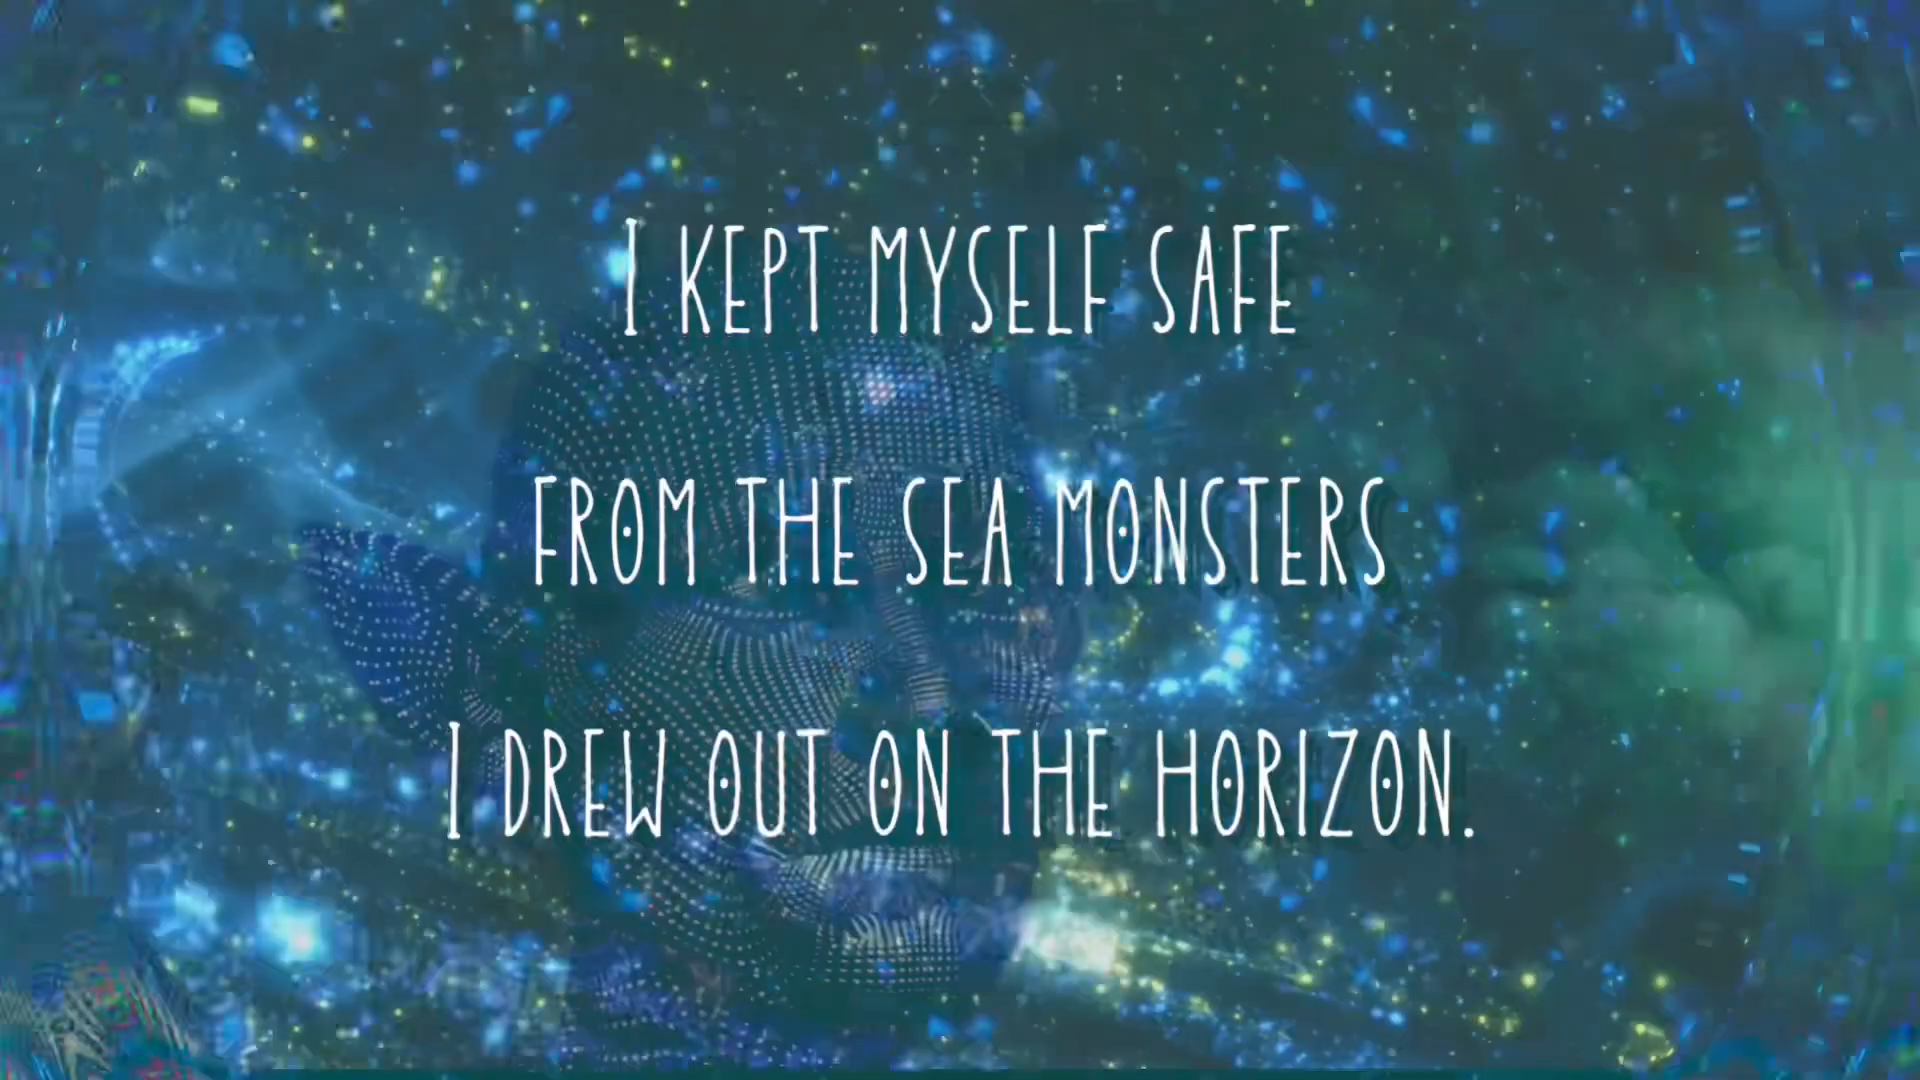 I KEPT MYSELF SAFE
FROM THE SEA MONSTERS
I DREW OUT ON THE HORIZON.